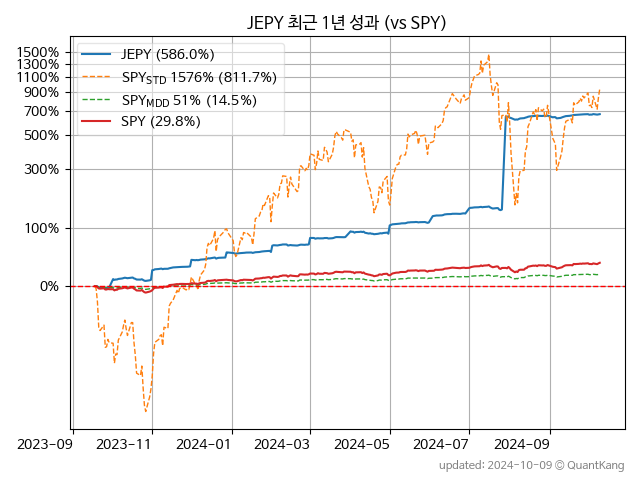 JEPY 최근 1년 성과 (vs SPY)
1500%
1300%
1100%
900%
700%
500%
300%
100%
0%
JEPY (586.0%)
SPYSTD 1576% (811.7%)
SPYMDD 51% (14.5%)
SPY (29.8%)
2023-09
2023-11
2024-01
2024-03
2024-05
2024-07
2024-09
updated: 2024-10-09 © QuantKang